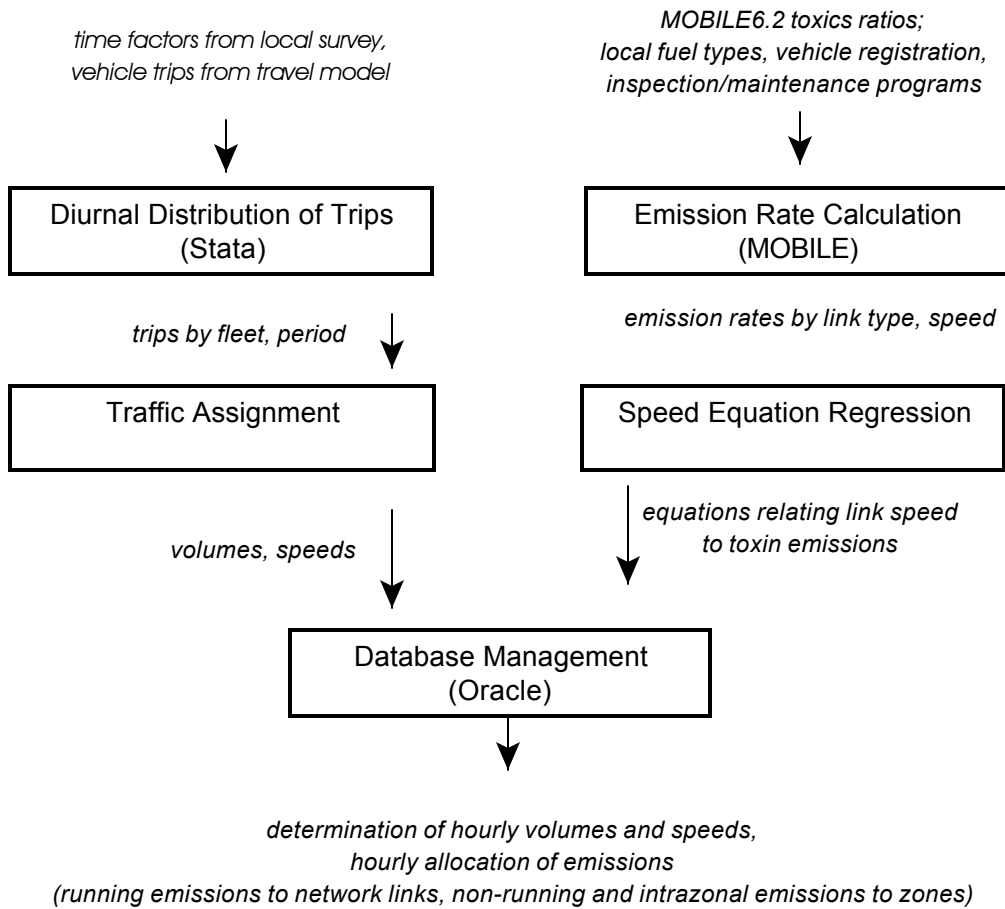 time factors from local survey,
vehicle trips from travel model
MOBILE6.2 toxics ratios;
local fuel types, vehicle registration,
inspection/maintenance programs
Diurnal Distribution of Trips
(Stata)
Emission Rate Calculation
(MOBILE)
trips by fleet, period
emission rates by link type, speed
Traffic Assignment
Speed Equation Regression
volumes, speeds
equations relating link speed
to toxin emissions
Database Management
(Oracle)
determination of hourly volumes and speeds,
hourly allocation of emissions
(running emissions to network links, non-running and intrazonal emissions to zones)